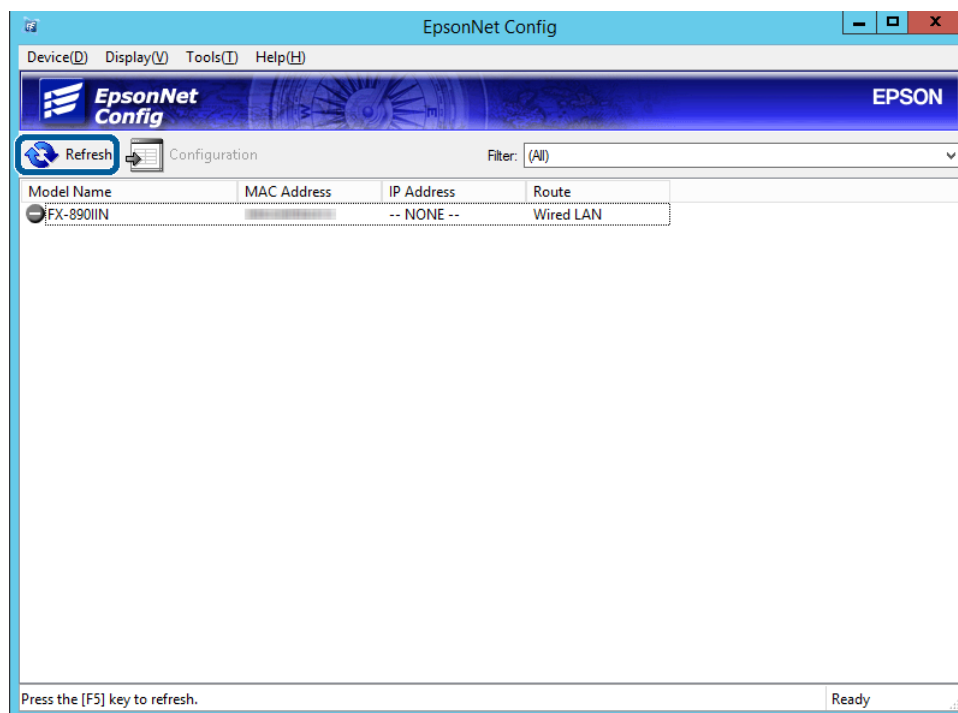 EpsonNet Config
Device(D) Display(V) Tools(T) Help(H)
EpsonNet
Config
EPSON
Refresh Configuration Filter: (All)
Model Name MAC Address IP Address Route
FX-890IIN -- NONE -- Wired LAN
Press the [F5] key to refresh. Ready